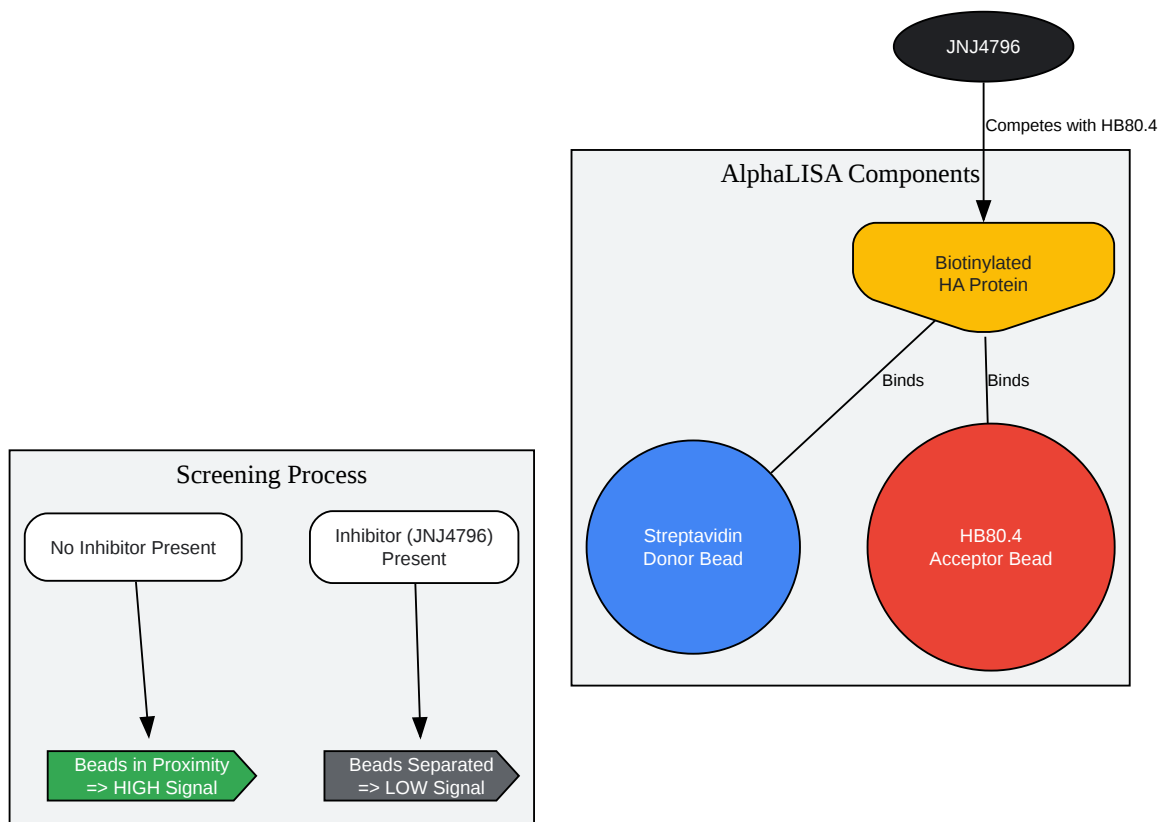 JNJ4796
Competes with HB80.4
AlphaLISA Components
Biotinylated
HA Protein
Binds
Binds
Streptavidin
Donor Bead
HB80.4
Acceptor Bead
Screening Process
No Inhibitor Present
Inhibitor (JNJ4796)
Present
Beads in Proximity
=> HIGH Signal
Beads Separated
=> LOW Signal